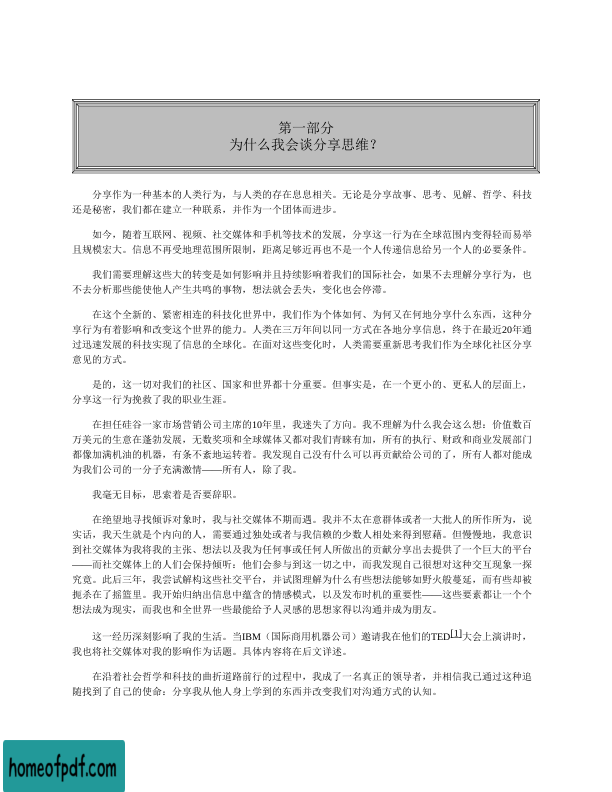 第一部分
为什么我会谈分享思维？
分享作为一种基本的人类行为，与人类的存在息息相关。无论是分享故事、思考、见解、哲学、科技
还是秘密，我们都在建立一种联系，并作为一个团体而进步。
如今，随着互联网、视频、社交媒体和手机等技术的发展，分享这一行为在全球范围内变得轻而易举
且规模宏大。信息不再受地理范围所限制，距离足够近再也不是一个人传递信息给另一个人的必要条件。
我们需要理解这些大的转变是如何影响并且持续影响着我们的国际社会，如果不去理解分享行为，也
不去分析那些能使他人产生共鸣的事物，想法就会丢失，变化也会停滞。
在这个全新的、紧密相连的科技化世界中，我们作为个体如何、为何又在何地分享什么东西，这种分
享行为有着影响和改变这个世界的能力。人类在三万年间以同一方式在各地分享信息，终于在最近20年通
过迅速发展的科技实现了信息的全球化。在面对这些变化时，人类需要重新思考我们作为全球化社区分享
意见的方式。
是的，这一切对我们的社区、国家和世界都十分重要。但事实是，在一个更小的、更私人的层面上，
分享这一行为挽救了我的职业生涯。
在担任硅谷一家市场营销公司主席的10年里，我迷失了方向。我不理解为什么我会这么想：价值数百
万美元的生意在蓬勃发展，无数奖项和全球媒体又都对我们青睐有加，所有的执行、财政和商业发展部门
都像加满机油的机器，有条不紊地运转着。我发现自己没有什么可以再贡献给公司的了，所有人都对能成
为我们公司的一分子充满激情——所有人，除了我。
我毫无目标，思索着是否要辞职。
在绝望地寻找倾诉对象时，我与社交媒体不期而遇。我并不太在意群体或者一大批人的所作所为，说
实话，我天生就是个内向的人，需要通过独处或者与我信赖的少数人相处来得到慰藉。但慢慢地，我意识
到社交媒体为我将我的主张、想法以及我为任何事或任何人所做出的贡献分享出去提供了一个巨大的平台
——而社交媒体上的人们会保持倾听：他们会参与到这一切之中，而我发现自己很想对这种交互现象一探
究竟。此后三年，我尝试解构这些社交平台，并试图理解为什么有些想法能够如野火般蔓延，而有些却被
扼杀在了摇篮里。我开始归纳出信息中蕴含的情感模式，以及发布时机的重要性——这些要素都让一个个
想法成为现实，而我也和全世界一些最能给予人灵感的思想家得以沟通并成为朋友。
这一经历深刻影响了我的生活。当IBM（国际商用机器公司）邀请我在他们的TED[1]大会上演讲时，
我也将社交媒体对我的影响作为话题。具体内容将在后文详述。
在沿着社会哲学和科技的曲折道路前行的过程中，我成了一名真正的领导者，并相信我已通过这种追
随找到了自己的使命：分享我从他人身上学到的东西并改变我们对沟通方式的认知。
homeofpdf.com